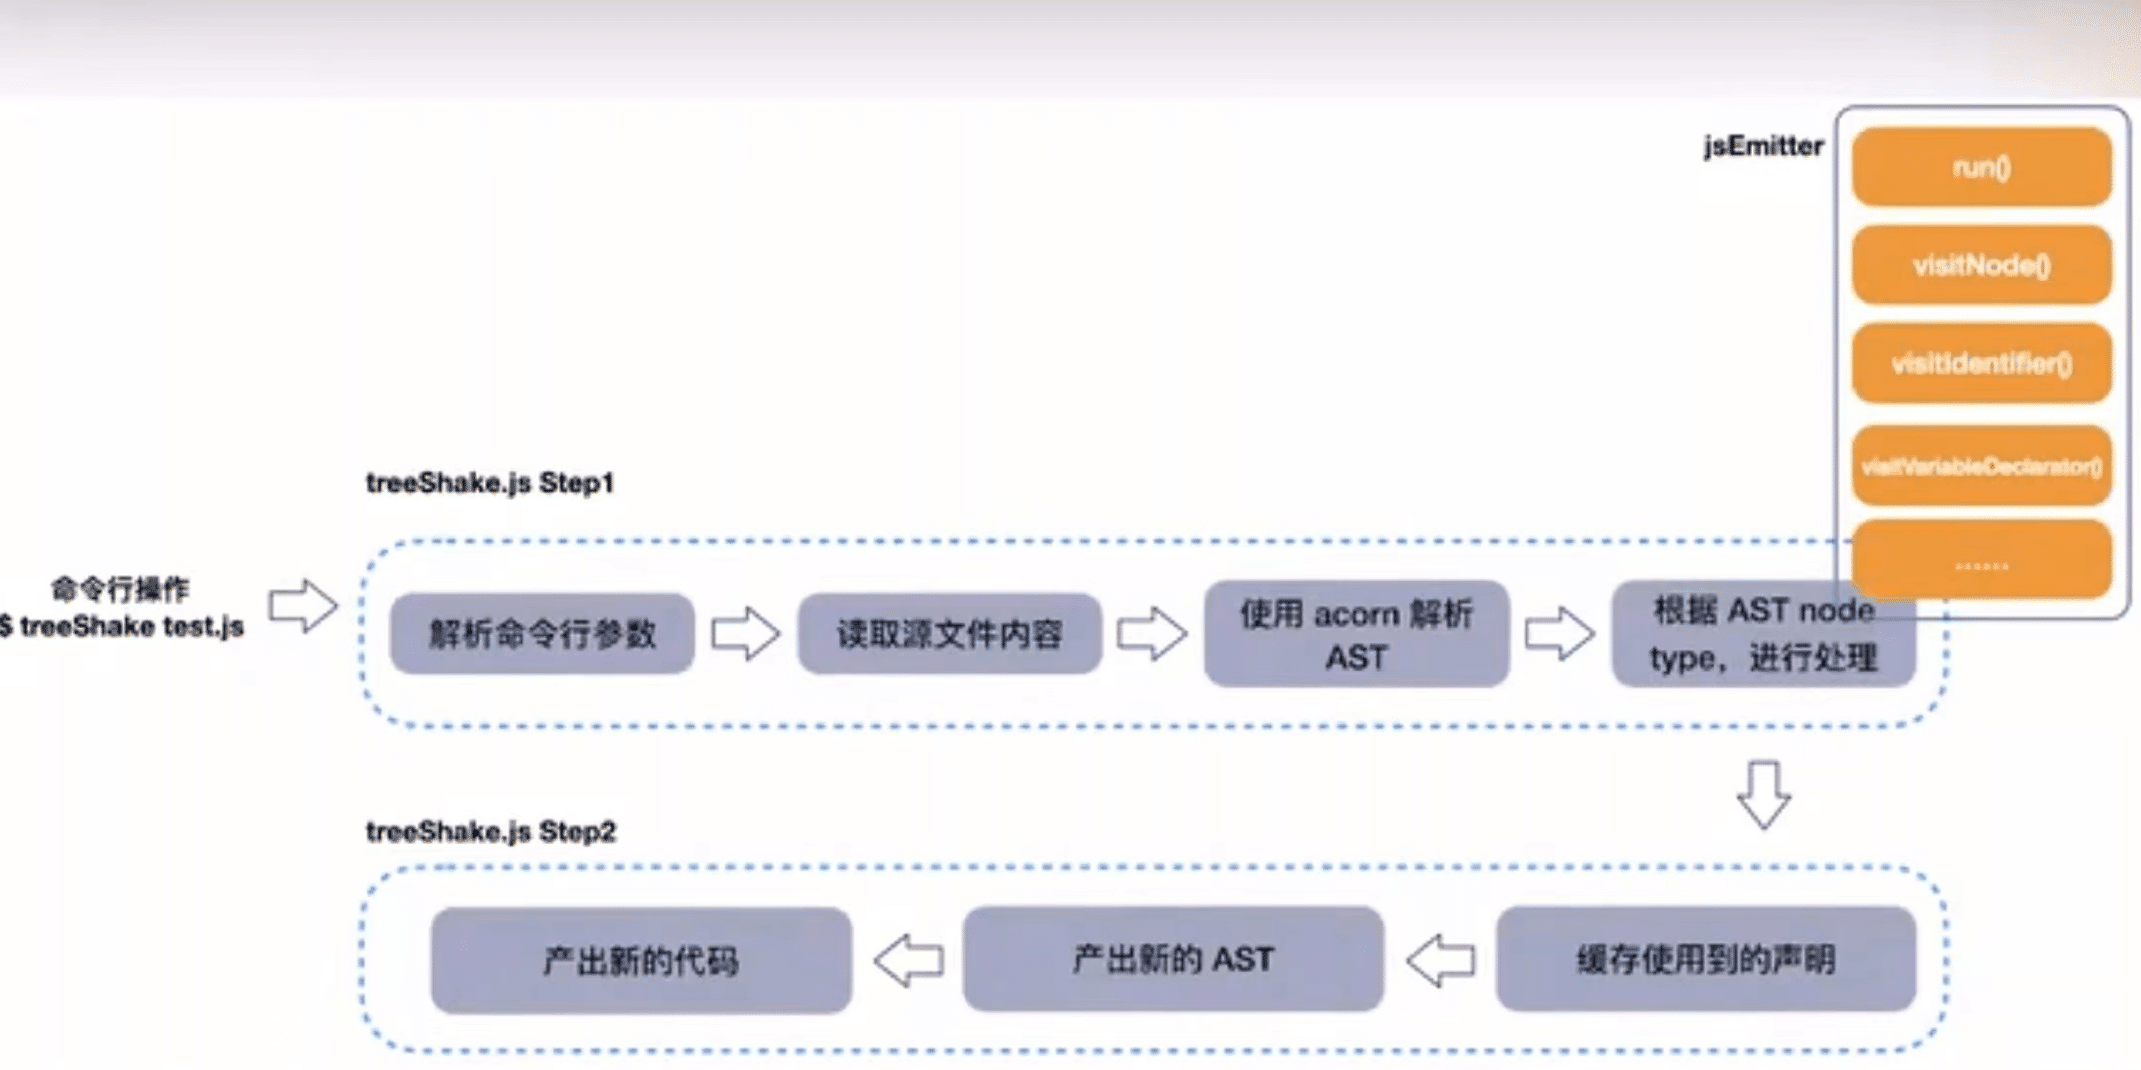 jsEmitter
run()
visitNode()
visitIdentifier()
visitVariableDeclarator()
......
treeShake.js Step1
命令行操作
$ treeShake test.js
解析命令行参数
读取源文件内容
使用 acorn 解析
AST
根据 AST node
type，进行处理
treeShake.js Step2
产出新的代码
产出新的 AST
缓存使用到的声明